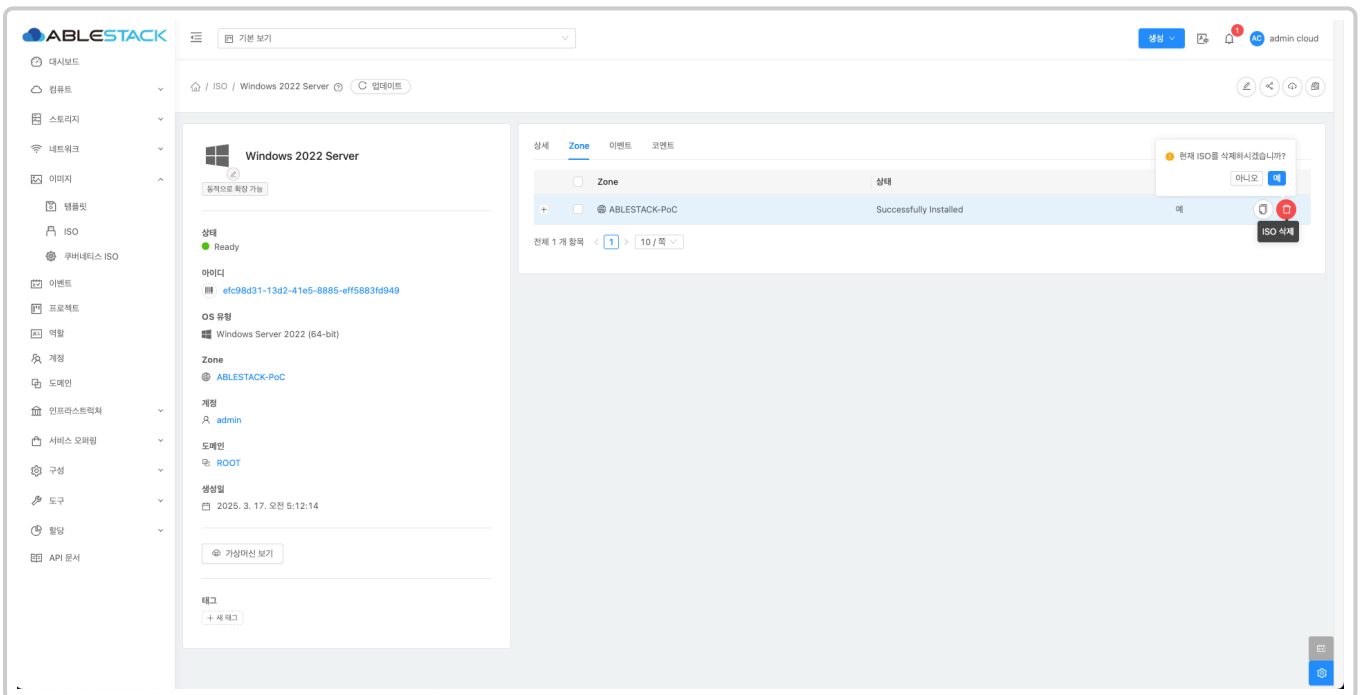 ABLESTACK
기본 보기
생성
1
AC admin cloud
대시보드
컴퓨트
스토리지
네트워크
이미지
템플릿
ISO
쿠버네티스 ISO
이벤트
프로젝트
역할
계정
도메인
인프라스트럭쳐
서비스 오퍼링
구성
도구
할당
API 문서
/ ISO / Windows 2022 Server 업데이트
Windows 2022 Server
동적으로 확장 가능
상태
Ready
아이디
efc98d31-13d2-41e5-8885-eff5883fd949
OS 유형
Windows Server 2022 (64-bit)
Zone
ABLESTACK-PoC
계정
admin
도메인
ROOT
생성일
2025. 3. 17. 오전 5:12:14
가상머신 보기
태그
+ 새 태그
상세 Zone 이벤트 코멘트
현재 ISO를 삭제하시겠습니까?
아니오 예
Zone 상태
+ ABLESTACK-PoC Successfully Installed 예
ISO 삭제
전체 1 개 항목 < 1 > 10 / 쪽